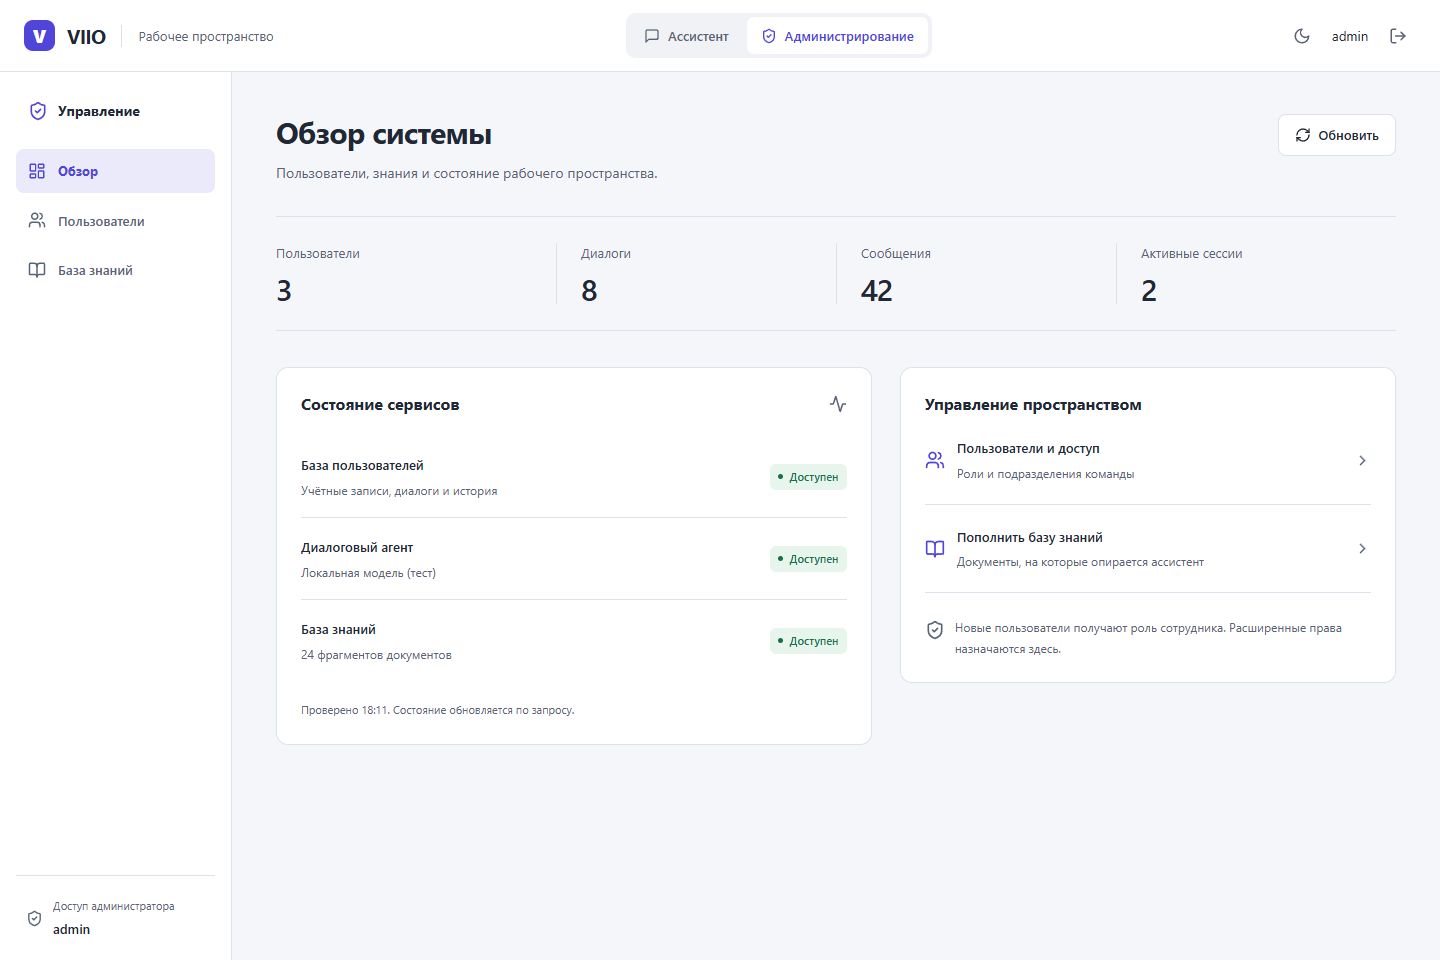 V VIIO Рабочее пространство
Ассистент Администрирование
admin
Управление
Обзор
Пользователи
База знаний
Доступ администратора
admin
Обзор системы
Обновить
Пользователи, знания и состояние рабочего пространства.
Пользователи Диалоги Сообщения Активные сессии
3 8 42 2
Состояние сервисов
База пользователей
Учётные записи, диалоги и история
Доступен
Диалоговый агент
Локальная модель (тест)
Доступен
База знаний
24 фрагментов документов
Доступен
Проверено 18:11. Состояние обновляется по запросу.
Управление пространством
Пользователи и доступ
Роли и подразделения команды
Пополнить базу знаний
Документы, на которые опирается ассистент
Новые пользователи получают роль сотрудника. Расширенные права
назначаются здесь.